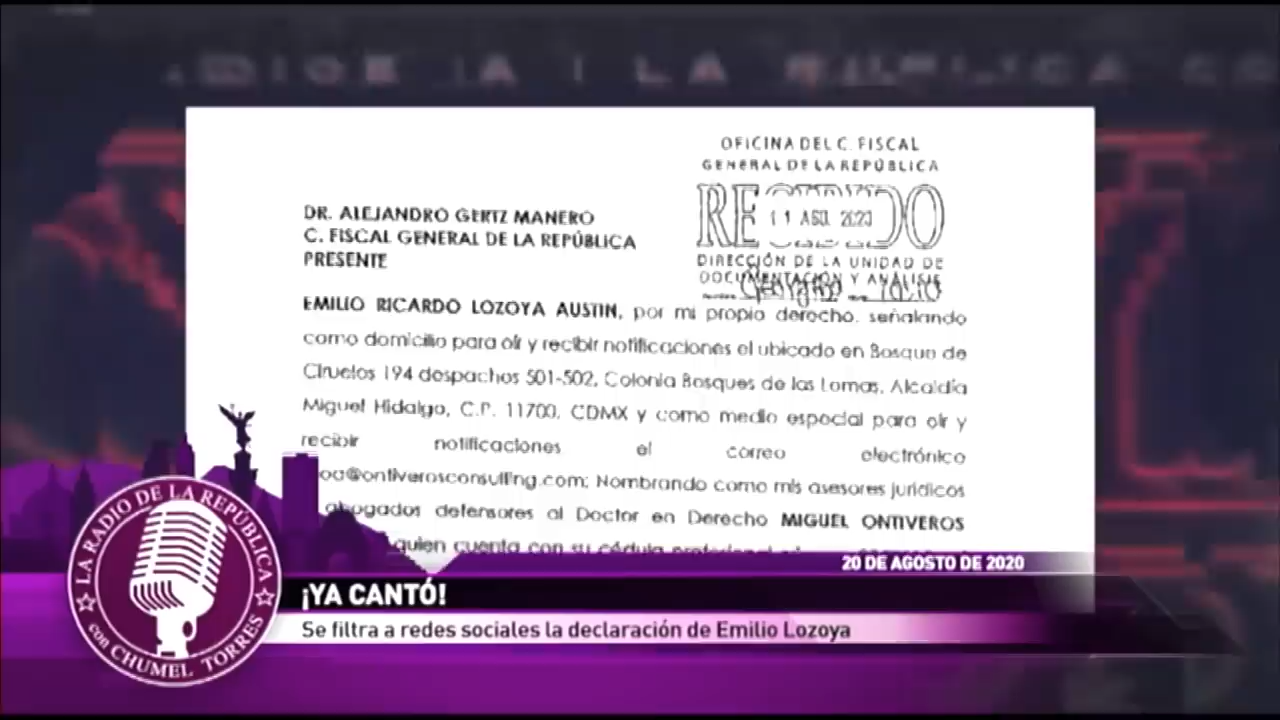 LA
OFICINA DEL C. FISCAL
GENERAL DE LA REPÚBLICA
RECIBIDO
11 AGO. 2020
DIRECCIÓN DE LA UNIDAD DE
DOCUMENTACIÓN Y ANÁLISIS
DR. ALEJANDRO GERTZ MANERO
C. FISCAL GENERAL DE LA REPÚBLICA
PRESENTE
EMILIO RICARDO LOZOYA AUSTIN, por mi propio derecho, señalando
como domicilio para oír y recibir notificaciones el ubicado en Bosque de
Ciruelos 194 despachos 501-502, Colonia Bosques de las Lomas, Alcaldía
Miguel Hidalgo, C.P. 11700, CDMX y como medio especial para oír y
recibir notificaciones el correo electrónico
oa@ontiverosconsulting.com; Nombrando como mis asesores jurídicos
abogados defensores al Doctor en Derecho MIGUEL ONTIVEROS
quien cuenta con su cédula profesional
20 DE AGOSTO DE 2020
¡YA CANTÓ!
Se filtra a redes sociales la declaración de Emilio Lozoya
LA RADIO DE LA REPÚBLICA
con CHUMEL TORRES